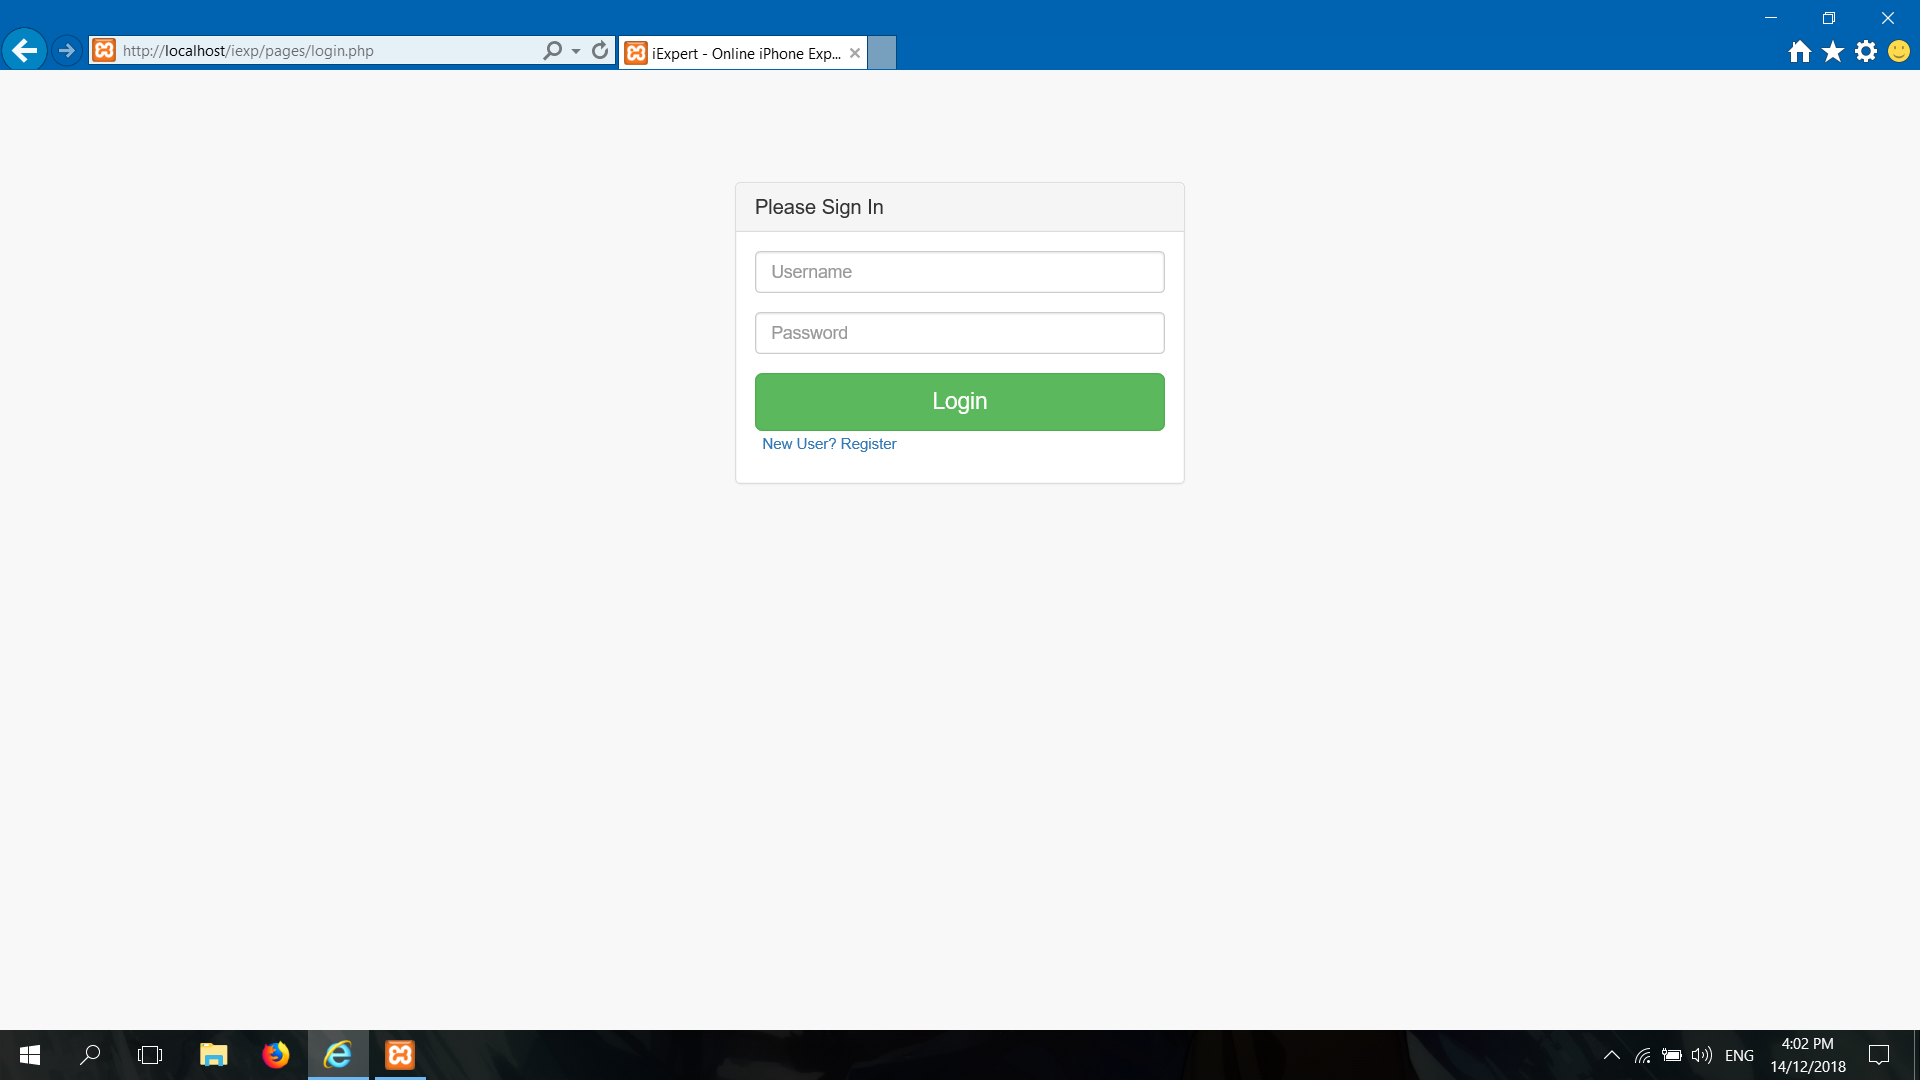 http://localhost/iexp/pages/login.php
iExpert - Online iPhone Exp...
Please Sign In
Username
Password
Login
New User? Register
ENG
4:02 PM
14/12/2018